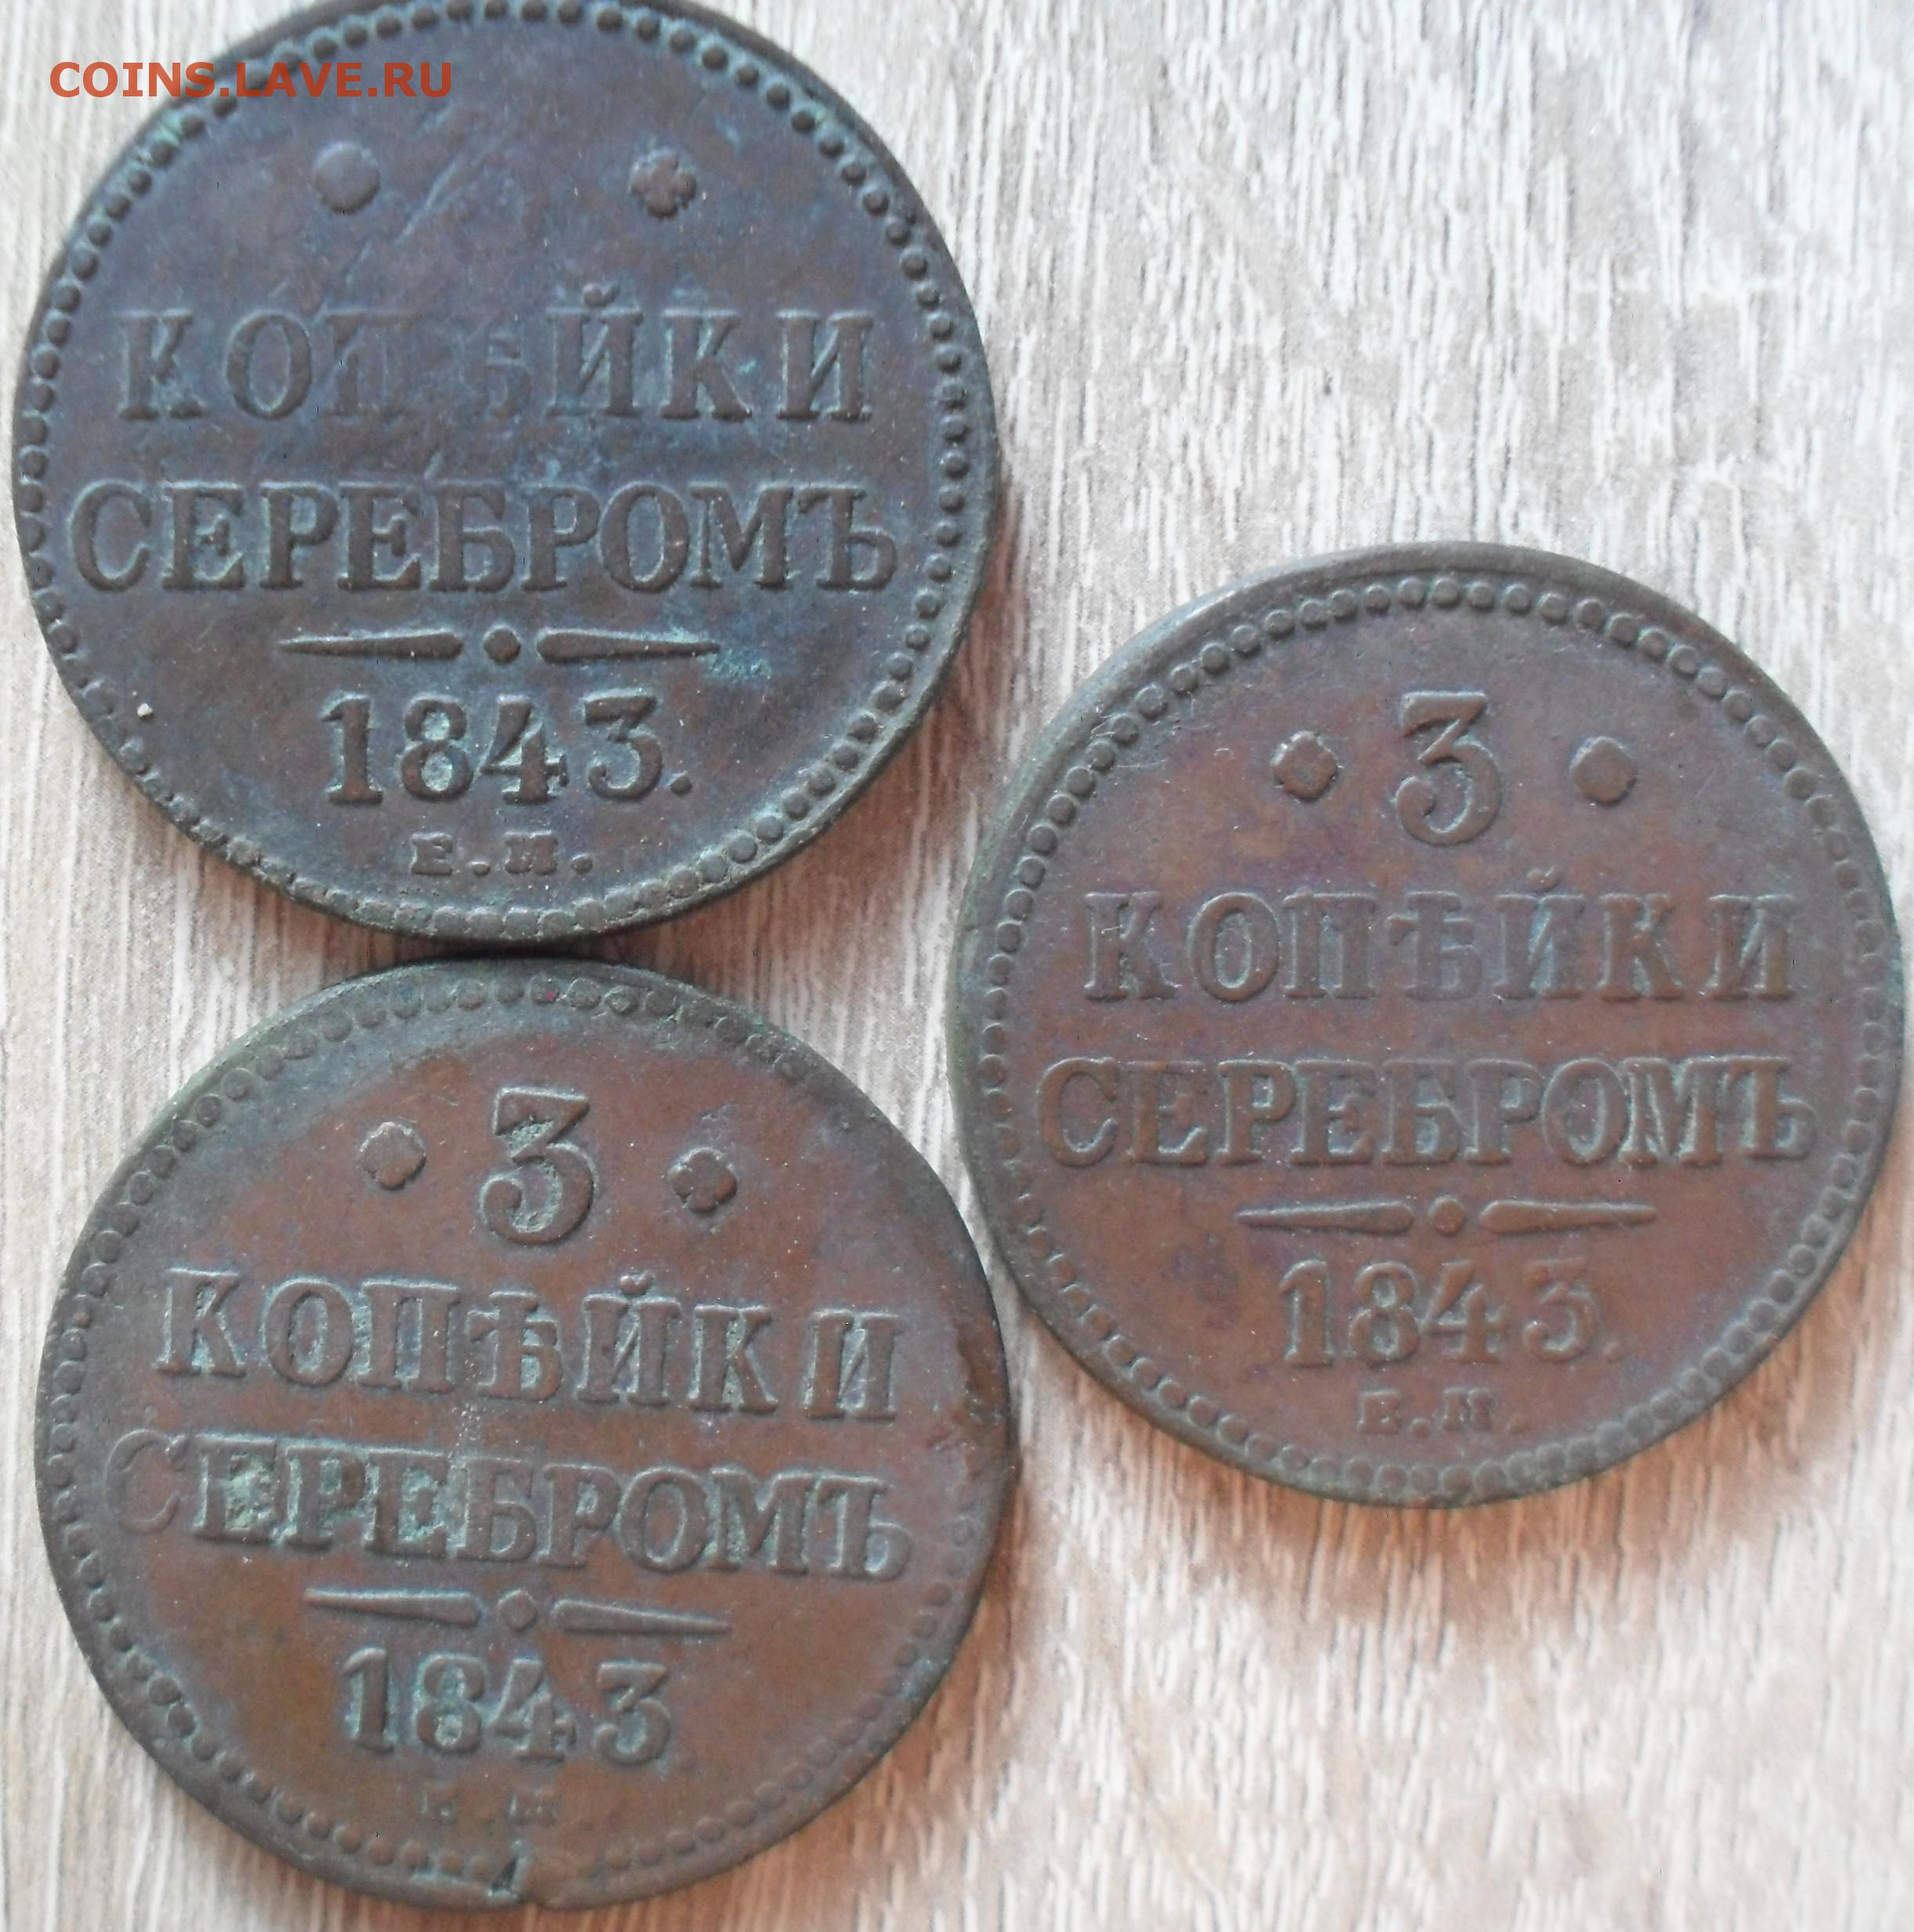 COINS.LAVE.RU
КОПѢЙКИ
СЕРЕБРОМЪ
1843.
Е.М.
3
КОПѢЙКИ
СЕРЕБРОМЪ
1843.
Е.М.
3
КОПѢЙКИ
СЕРЕБРОМЪ
1843.